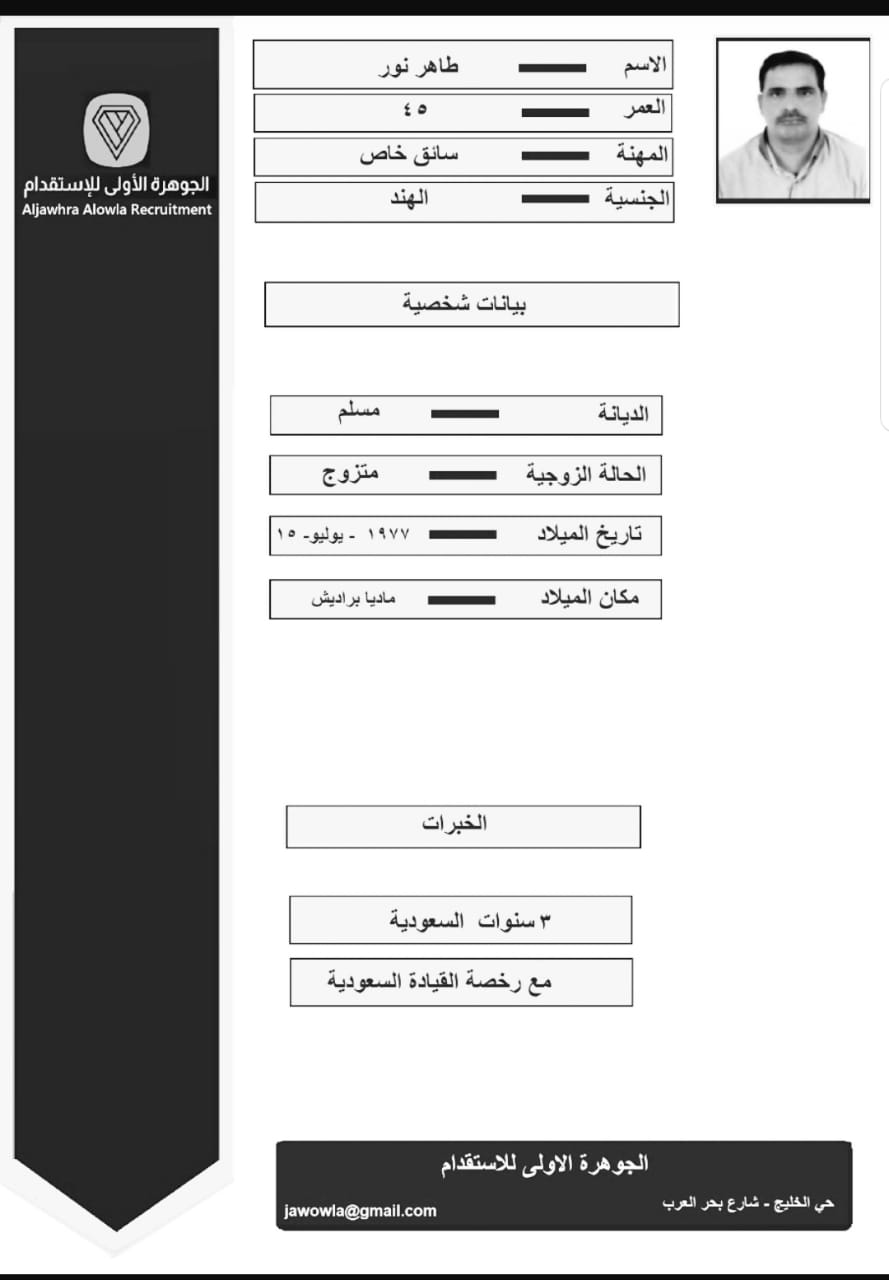 الجوهرة الأولى للإستقدام
Aljawhra Alowla Recruitment
الاسم طاهر نور
العمر ٤٥
المهنة سائق خاص
الجنسية الهند
بيانات شخصية
الديانة مسلم
الحالة الزوجية متزوج
تاريخ الميلاد ١٩٧٧ - يوليو- ١٥
مكان الميلاد ماديا براديش
الخبرات
٣ سنوات السعودية
مع رخصة القيادة السعودية
الجوهرة الاولى للاستقدام
حي الخليج - شارع بحر العرب
jawowla@gmail.com